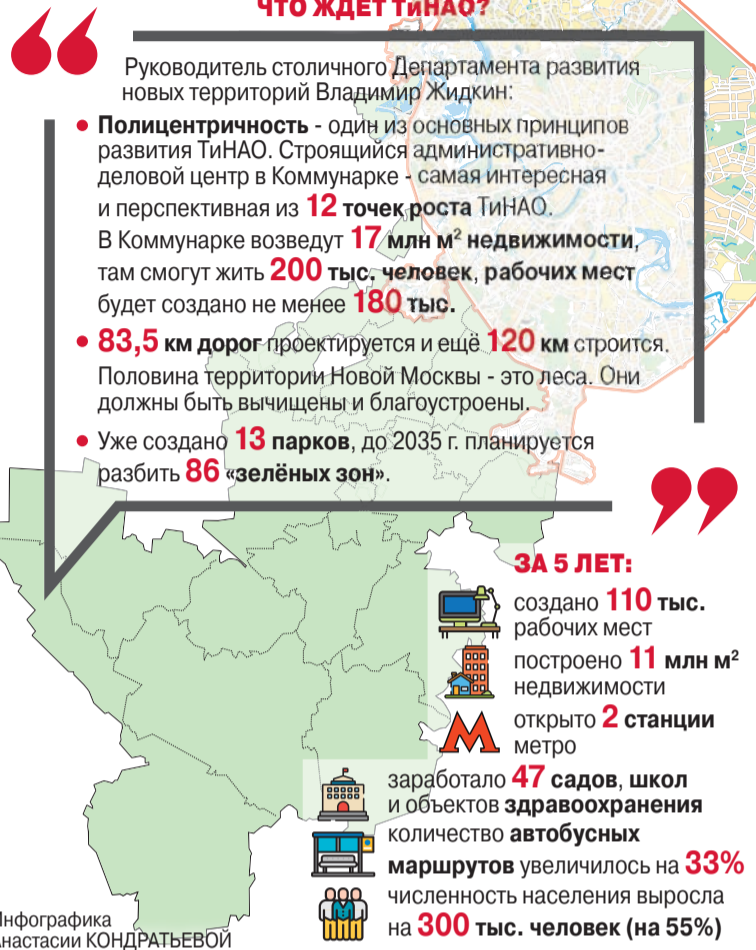 ЧТО ЖДЁТ ТиНАО?
Руководитель столичного Департамента развития
новых территорий Владимир Жидкин:
• Полицентричность - один из основных принципов
развития ТиНАО. Строящийся административно-
деловой центр в Коммунарке - самая интересная
и перспективная из 12 точек роста ТиНАО.
В Коммунарке возведут 17 млн м² недвижимости,
там смогут жить 200 тыс. человек, рабочих мест
будет создано не менее 180 тыс.
• 83,5 км дорог проектируется и ещё 120 км строится.
Половина территории Новой Москвы - это леса. Они
должны быть вычищены и благоустроены.
• Уже создано 13 парков, до 2035 г. планируется
разбить 86 «зелёных зон».
ЗА 5 ЛЕТ:
создано 110 тыс.
рабочих мест
построено 11 млн м²
недвижимости
открыто 2 станции
метро
заработало 47 садов, школ
и объектов здравоохранения
количество автобусных
маршрутов увеличилось на 33%
численность населения выросла
на 300 тыс. человек (на 55%)
Инфографика
Анастасии КОНДРАТЬЕВОЙ